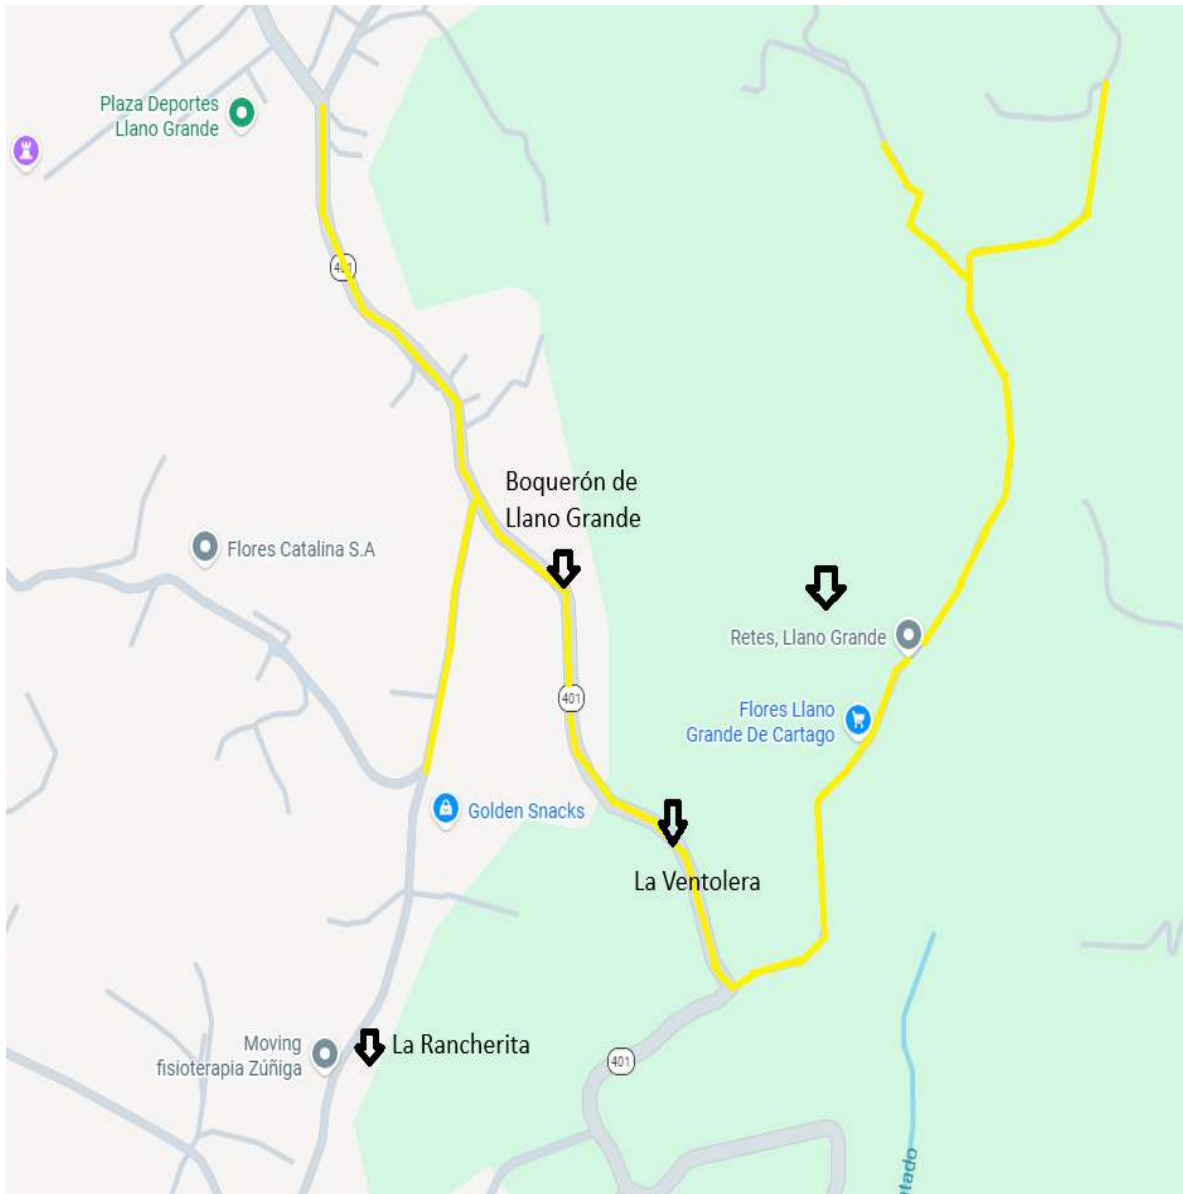 Plaza Deportes
Llano Grande
401
Boquerón de
Llano Grande
Flores Catalina S.A
Retes, Llano Grande
401
Flores Llano
Grande De Cartago
Golden Snacks
La Ventolera
Moving
fisioterapia Zúñiga
La Rancherita
401
tado